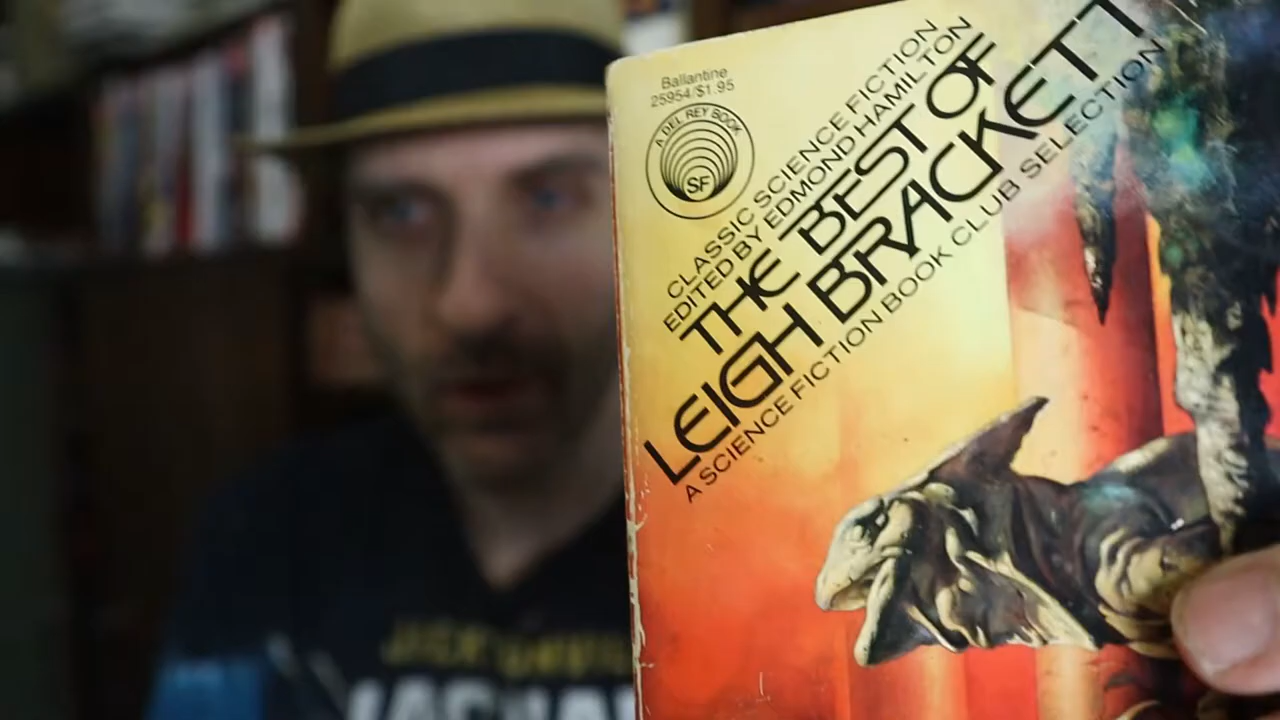 Ballantine
25954/$1.95
A DEL REY BOOK
SF
CLASSIC SCIENCE FICTION
EDITED BY EDMOND HAMILTON
THE BEST OF
LEIGH BRACKETT
A SCIENCE FICTION BOOK CLUB SELECTION